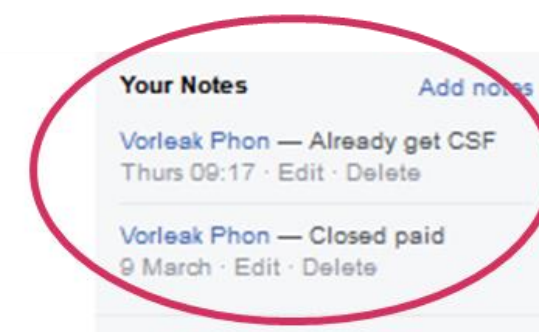 Your Notes Add notes
Vorleak Phon — Already get CSF
Thurs 09:17 · Edit · Delete
Vorleak Phon — Closed paid
9 March · Edit · Delete